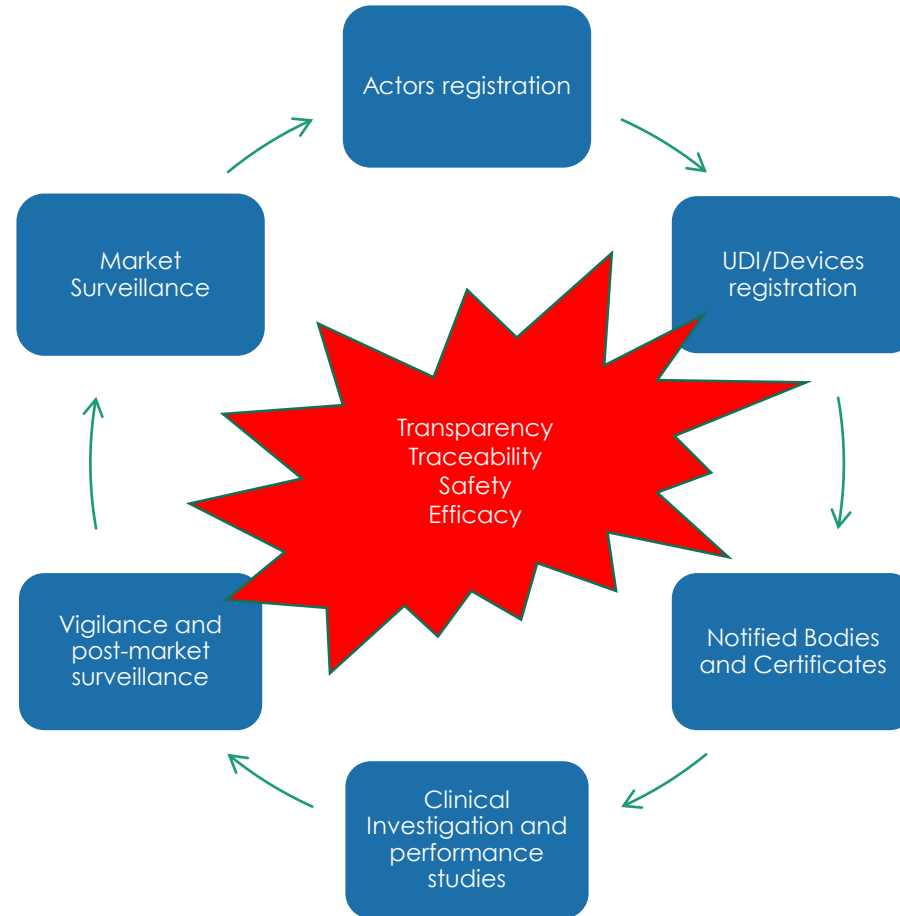 Actors registration
UDI/Devices
registration
Notified Bodies
and Certificates
Clinical
Investigation and
performance
studies
Vigilance and
post-market
surveillance
Market
Surveillance
Transparency
Traceability
Safety
Efficacy